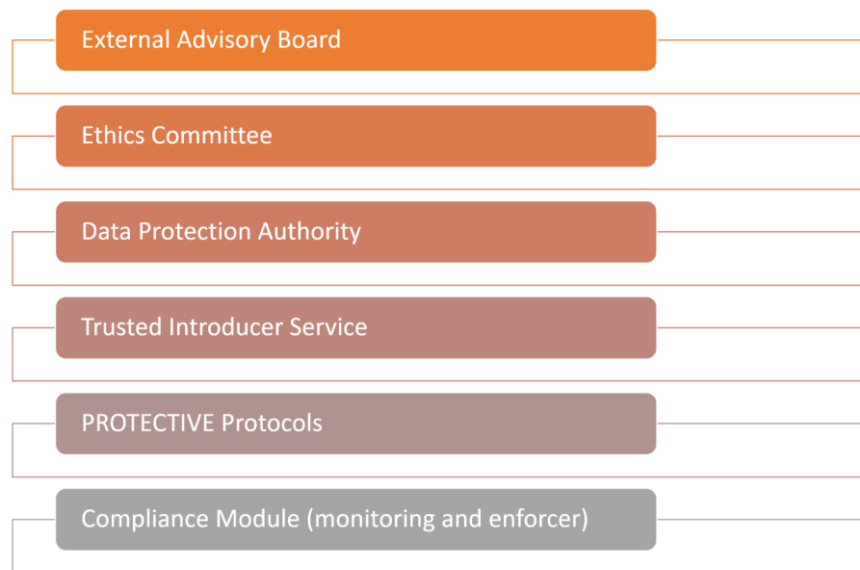 External Advisory Board
Ethics Committee
Data Protection Authority
Trusted Introducer Service
PROTECTIVE Protocols
Compliance Module (monitoring and enforcer)